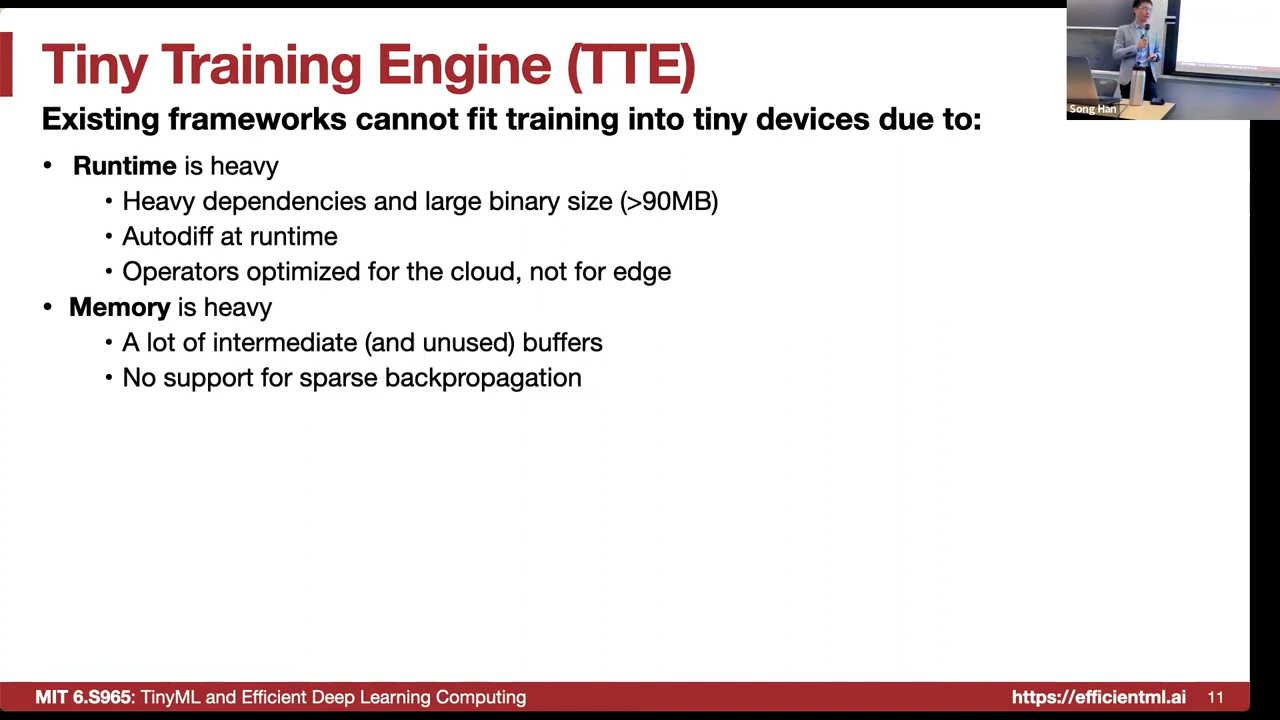 Tiny Training Engine (TTE)
Existing frameworks cannot fit training into tiny devices due to:
• Runtime is heavy
• Heavy dependencies and large binary size (>90MB)
• Autodiff at runtime
• Operators optimized for the cloud, not for edge
• Memory is heavy
• A lot of intermediate (and unused) buffers
• No support for sparse backpropagation
Song Han
MIT 6.S965: TinyML and Efficient Deep Learning Computing
https://efficientml.ai
11